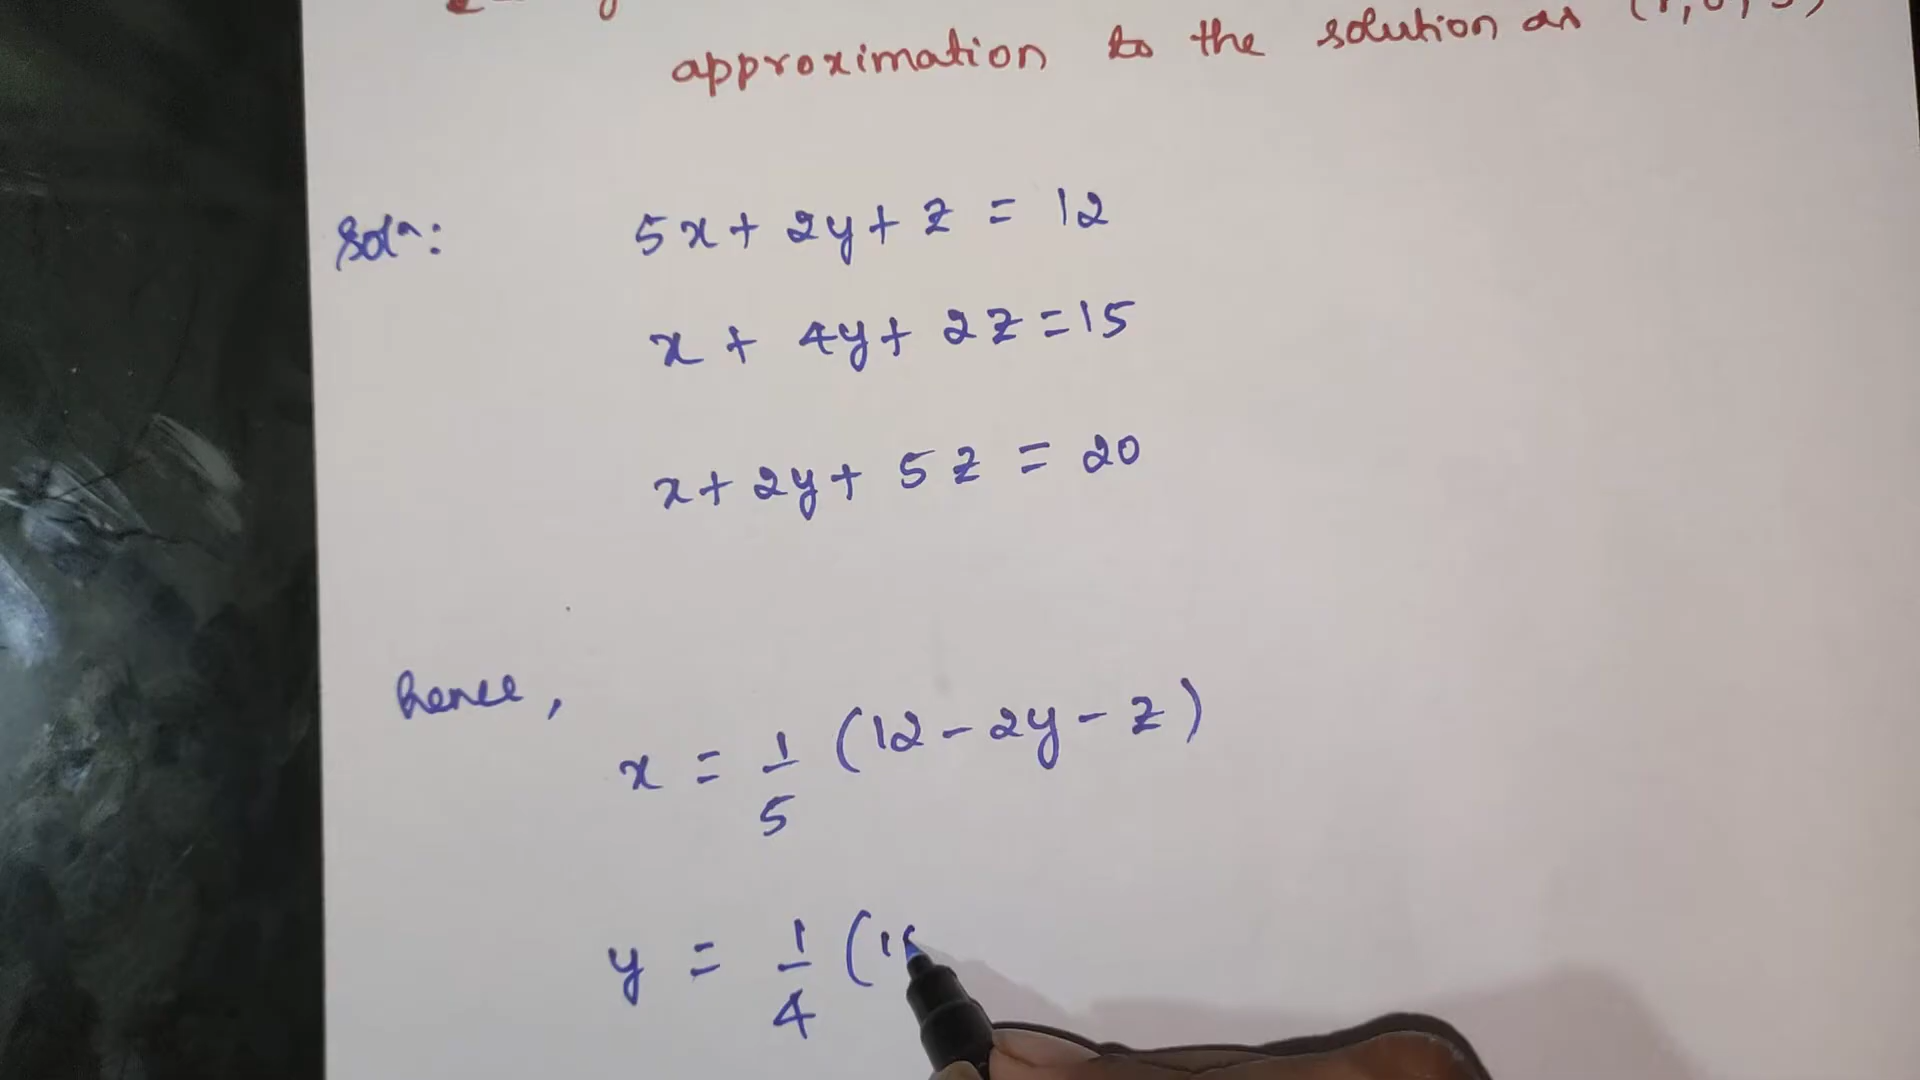 approximation to the solution as
Soln: 5x + 2y + z = 12
x + 4y + 2z = 15
x + 2y + 5z = 20
hence,
x = 1/5 (12 - 2y - z)
y = 1/4 (1